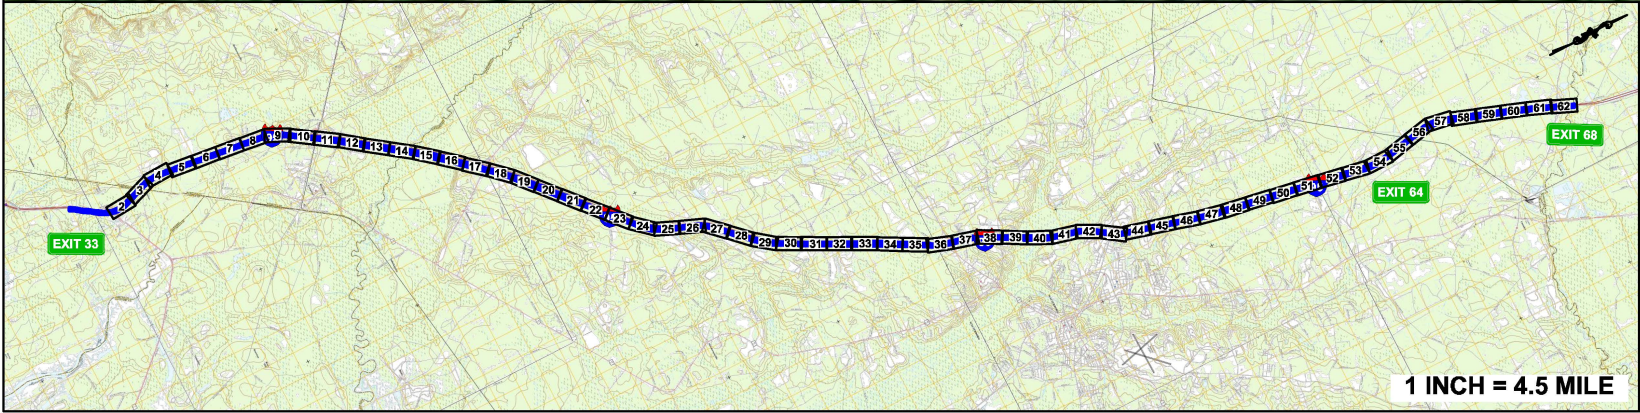 2 3 4 5 6 7 8 9 10 11 12 13 14 15 16 17 18 19 20 21 22 23 24 25 26 27 28 29 30 31 32 33 34 35 36 37 38 39 40 41 42 43 44 45 46 47 48 49 50 51 52 53 54 55 56 57 58 59 60 61 62
EXIT 33
EXIT 64
EXIT 68
1 INCH = 4.5 MILE